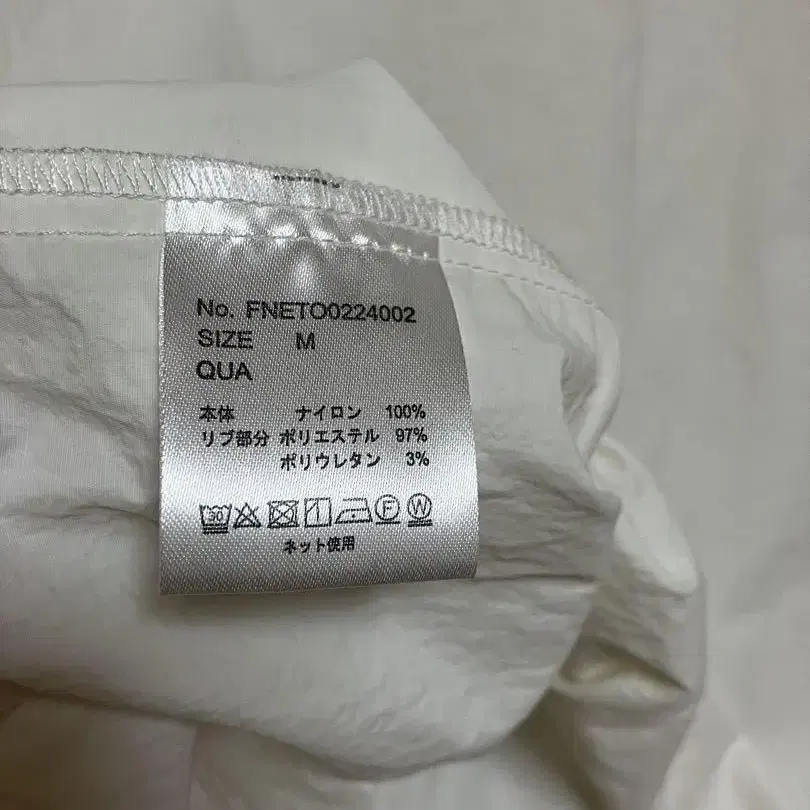 No. FNETO0224002
SIZE M
QUA
本体 ナイロン 100%
リブ部分 ポリエステル 97%
ポリウレタン 3%
30 F W
ネット使用